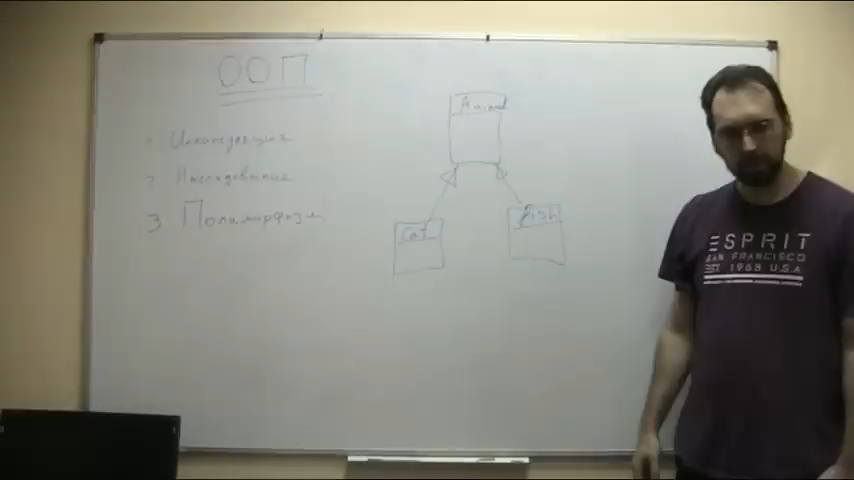 ООП
1 Инкапсуляция
2 Наследование
3 Полиморфизм
Animal
Cat
Fish
ESPRIT
SAN FRANCISCO
EST 1968 U.S.A